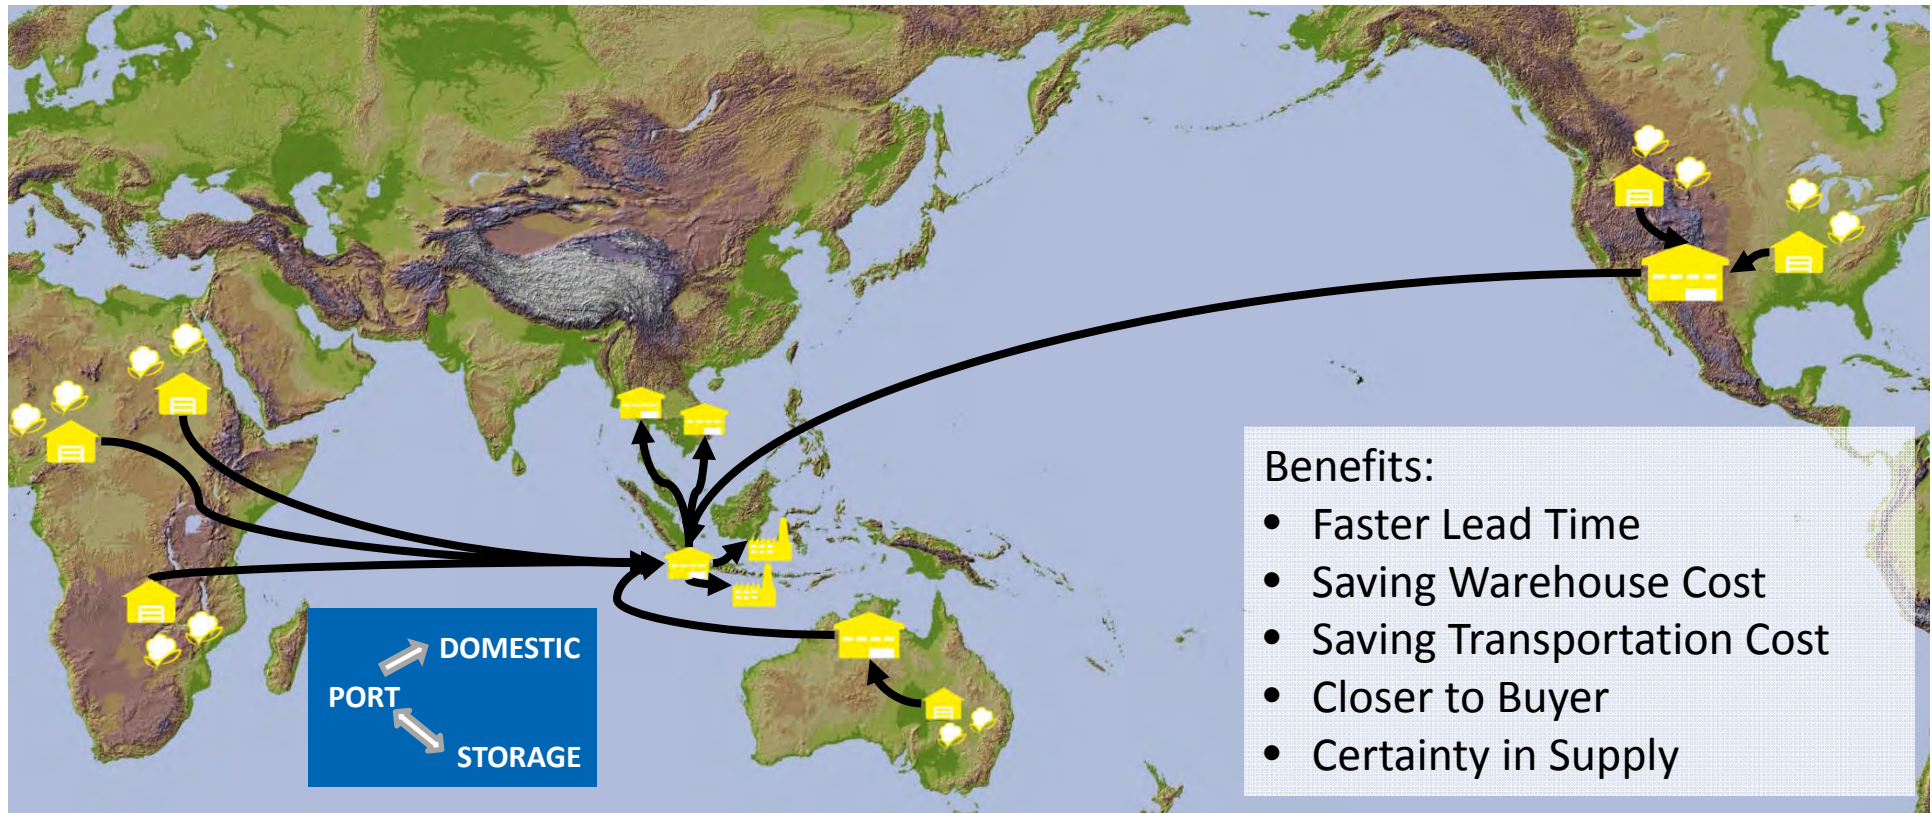 DOMESTIC
PORT
STORAGE
Benefits:
• Faster Lead Time
• Saving Warehouse Cost
• Saving Transportation Cost
• Closer to Buyer
• Certainty in Supply